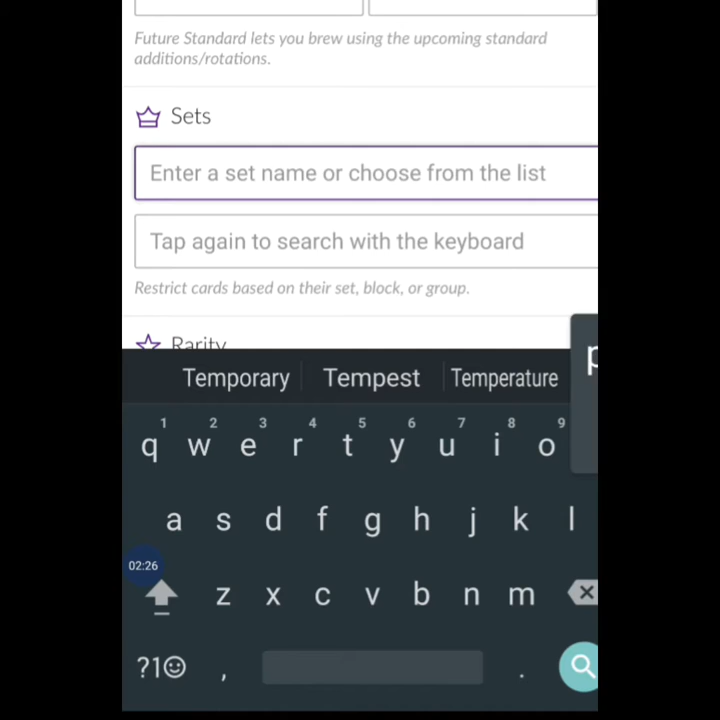 Future Standard lets you brew using the upcoming standard
additions/rotations.
Sets
Enter a set name or choose from the list
Tap again to search with the keyboard
Restrict cards based on their set, block, or group.
Rarity
Temporary Tempest Temperature
p
1 2 3 4 5 6 7 8 9
q w e r t y u i o
a s d f g h j k l
02:26
z x c v b n m
?1☺ , .